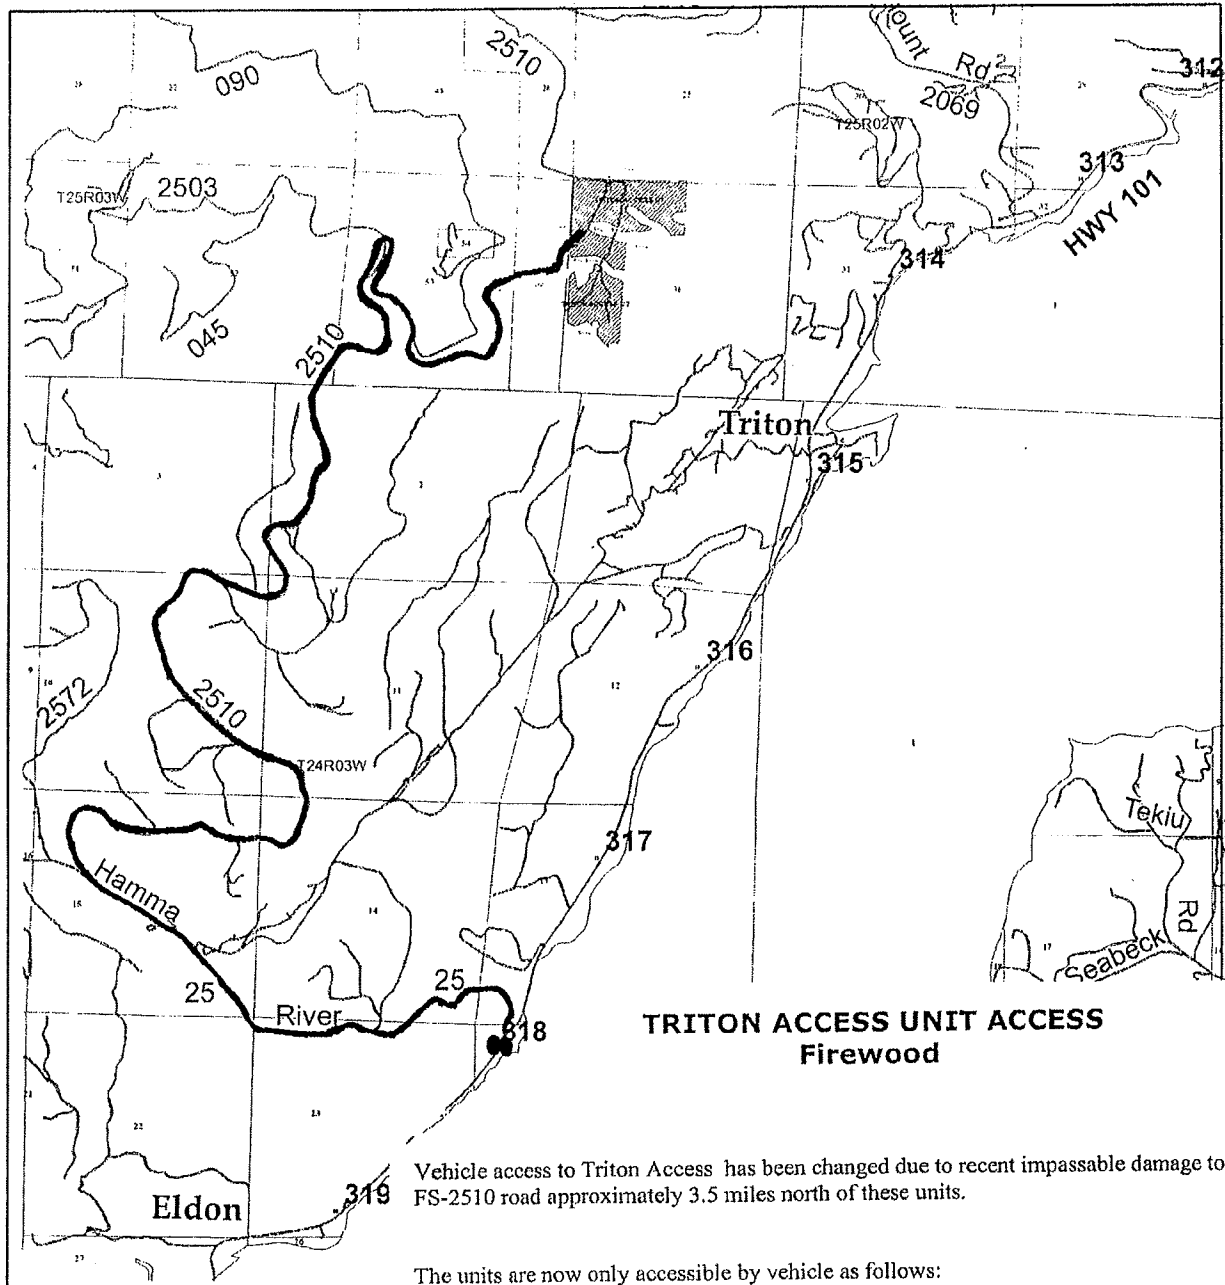 2510
ount
Rd
312
090
2069
T25R02W
313
T25R03W
2503
HWY 101
314
045
2510
Triton
315
316
2572
2510
T24R03W
317
Tekiu
Hamma
14
17
Rd
Seabeck
25
25
River
318
TRITON ACCESS UNIT ACCESS
Firewood
Vehicle access to Triton Access has been changed due to recent impassable damage to
FS-2510 road approximately 3.5 miles north of these units.
319
Eldon
The units are now only accessible by vehicle as follows: